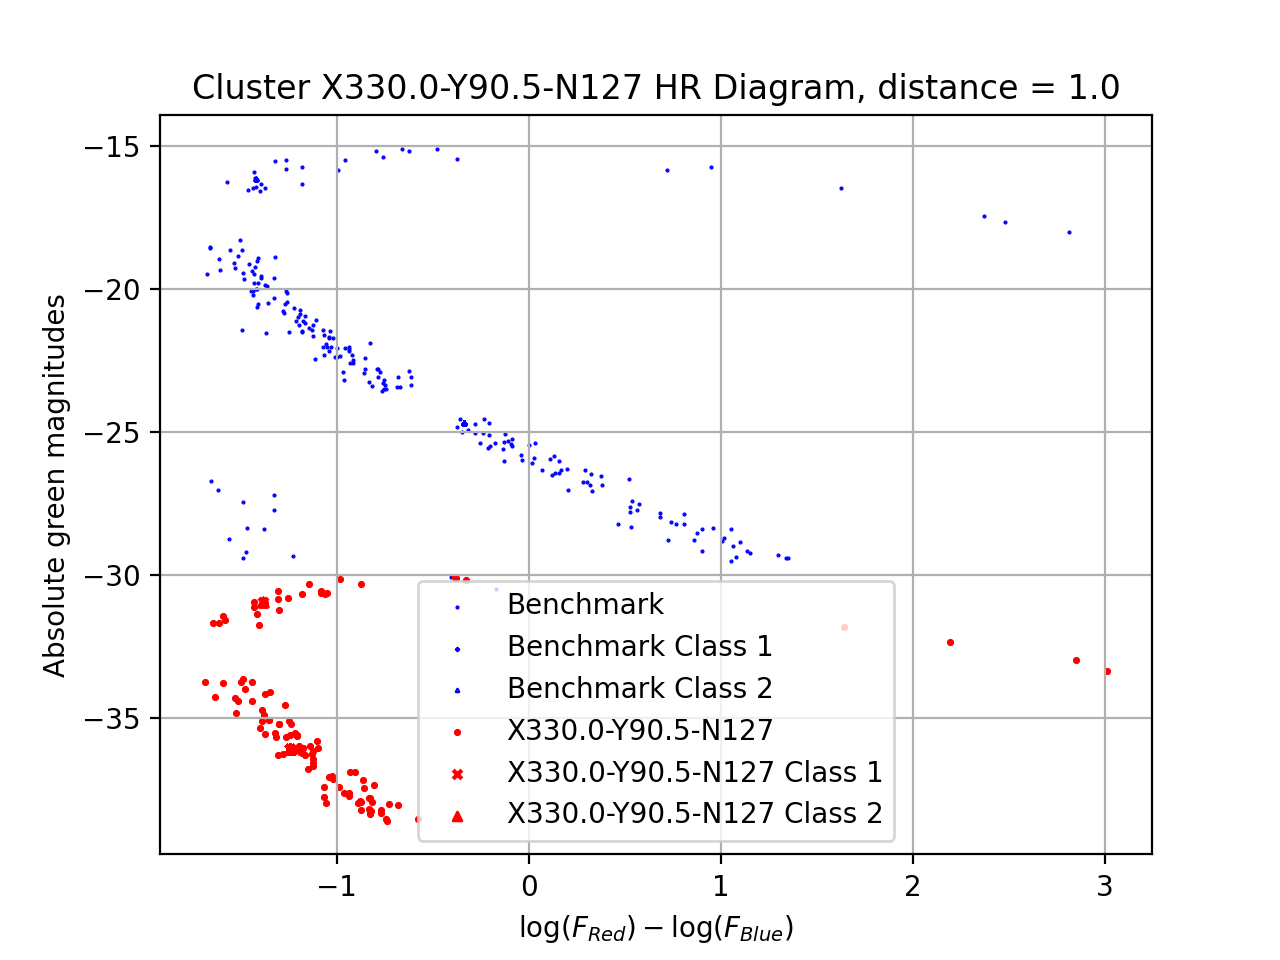 Cluster X330.0-Y90.5-N127 HR Diagram, distance = 1.0
Absolute green magnitudes
−15
−20
−25
−30
−35
Benchmark
Benchmark Class 1
Benchmark Class 2
X330.0-Y90.5-N127
X330.0-Y90.5-N127 Class 1
X330.0-Y90.5-N127 Class 2
−1 0 1 2 3
log(F_Red) − log(F_Blue)